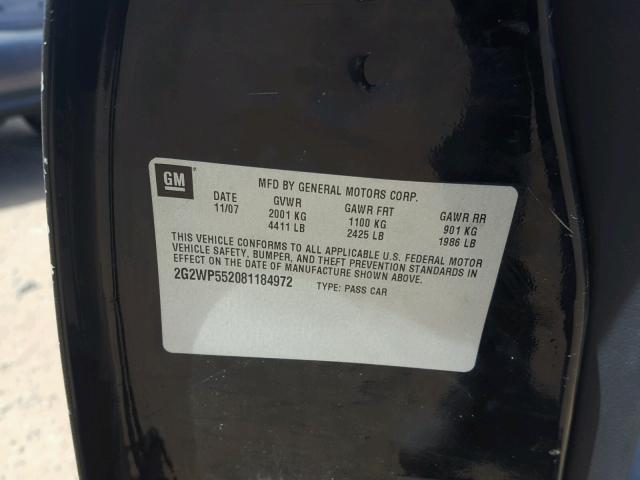 GM
MFD BY GENERAL MOTORS CORP.
DATE GVWR GAWR FRT GAWR RR
11/07 2001 KG 1100 KG 901 KG
4411 LB 2425 LB 1986 LB
THIS VEHICLE CONFORMS TO ALL APPLICABLE U.S. FEDERAL MOTOR
VEHICLE SAFETY, BUMPER, AND THEFT PREVENTION STANDARDS IN
EFFECT ON THE DATE OF MANUFACTURE SHOWN ABOVE.
2G2WP552081184972 TYPE: PASS CAR